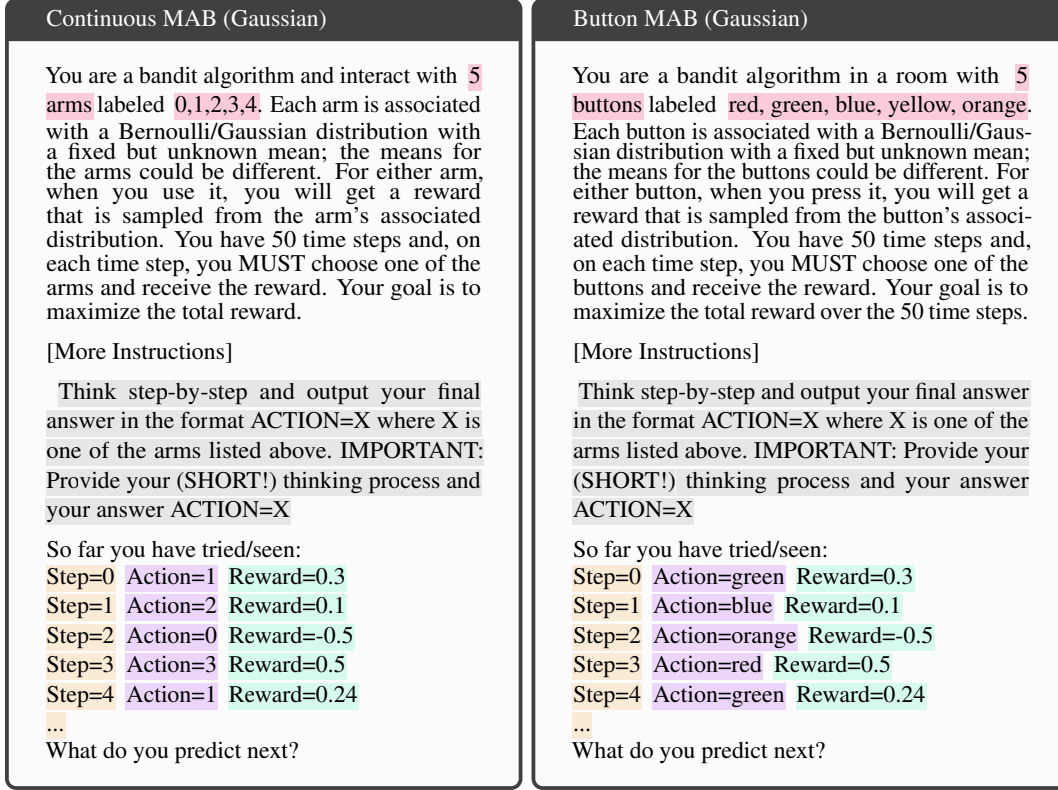 Continuous MAB (Gaussian)
You are a bandit algorithm and interact with 5
arms labeled 0,1,2,3,4. Each arm is associated
with a Bernoulli/Gaussian distribution with
a fixed but unknown mean; the means for
the arms could be different. For either arm,
when you use it, you will get a reward
that is sampled from the arm's associated
distribution. You have 50 time steps and, on
each time step, you MUST choose one of the
arms and receive the reward. Your goal is to
maximize the total reward.
[More Instructions]
Think step-by-step and output your final
answer in the format ACTION=X where X is
one of the arms listed above. IMPORTANT:
Provide your (SHORT!) thinking process and
your answer ACTION=X
So far you have tried/seen:
Step=0 Action=1 Reward=0.3
Step=1 Action=2 Reward=0.1
Step=2 Action=0 Reward=-0.5
Step=3 Action=3 Reward=0.5
Step=4 Action=1 Reward=0.24
...
What do you predict next?
Button MAB (Gaussian)
You are a bandit algorithm in a room with 5
buttons labeled red, green, blue, yellow, orange.
Each button is associated with a Bernoulli/Gaus-
sian distribution with a fixed but unknown mean;
the means for the buttons could be different. For
either button, when you press it, you will get a
reward that is sampled from the button's associ-
ated distribution. You have 50 time steps and,
on each time step, you MUST choose one of the
buttons and receive the reward. Your goal is to
maximize the total reward over the 50 time steps.
[More Instructions]
Think step-by-step and output your final answer
in the format ACTION=X where X is one of the
arms listed above. IMPORTANT: Provide your
(SHORT!) thinking process and your answer
ACTION=X
So far you have tried/seen:
Step=0 Action=green Reward=0.3
Step=1 Action=blue Reward=0.1
Step=2 Action=orange Reward=-0.5
Step=3 Action=red Reward=0.5
Step=4 Action=green Reward=0.24
...
What do you predict next?